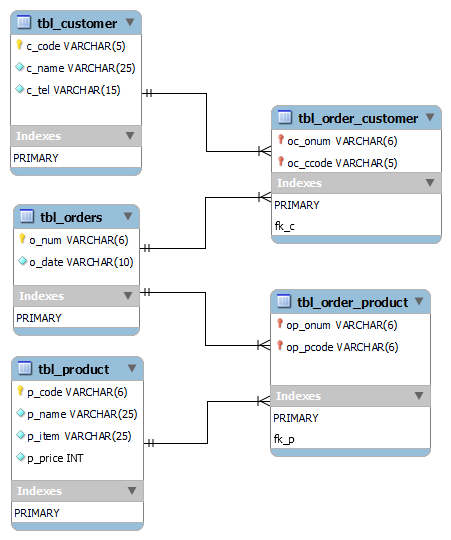 tbl_customer
c_code VARCHAR(5)
c_name VARCHAR(25)
c_tel VARCHAR(15)
Indexes
PRIMARY
tbl_order_customer
oc_onum VARCHAR(6)
oc_ccode VARCHAR(5)
Indexes
PRIMARY
fk_c
tbl_orders
o_num VARCHAR(6)
o_date VARCHAR(10)
Indexes
PRIMARY
tbl_order_product
op_onum VARCHAR(6)
op_pcode VARCHAR(6)
Indexes
PRIMARY
fk_p
tbl_product
p_code VARCHAR(6)
p_name VARCHAR(25)
p_item VARCHAR(25)
p_price INT
Indexes
PRIMARY